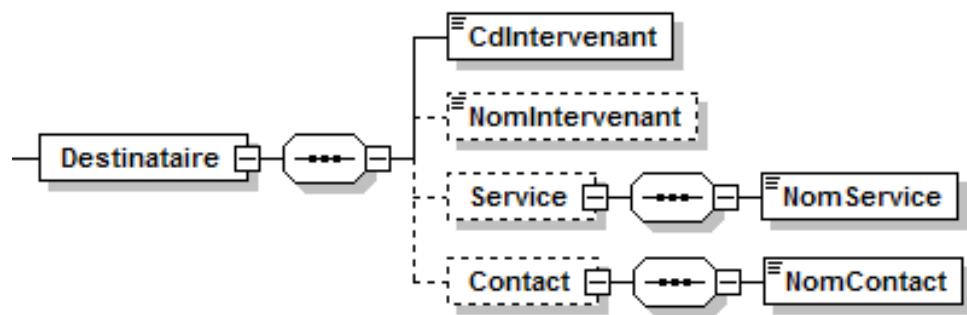 CdIntervenant
NomIntervenant
Destinataire
Service
NomService
Contact
NomContact